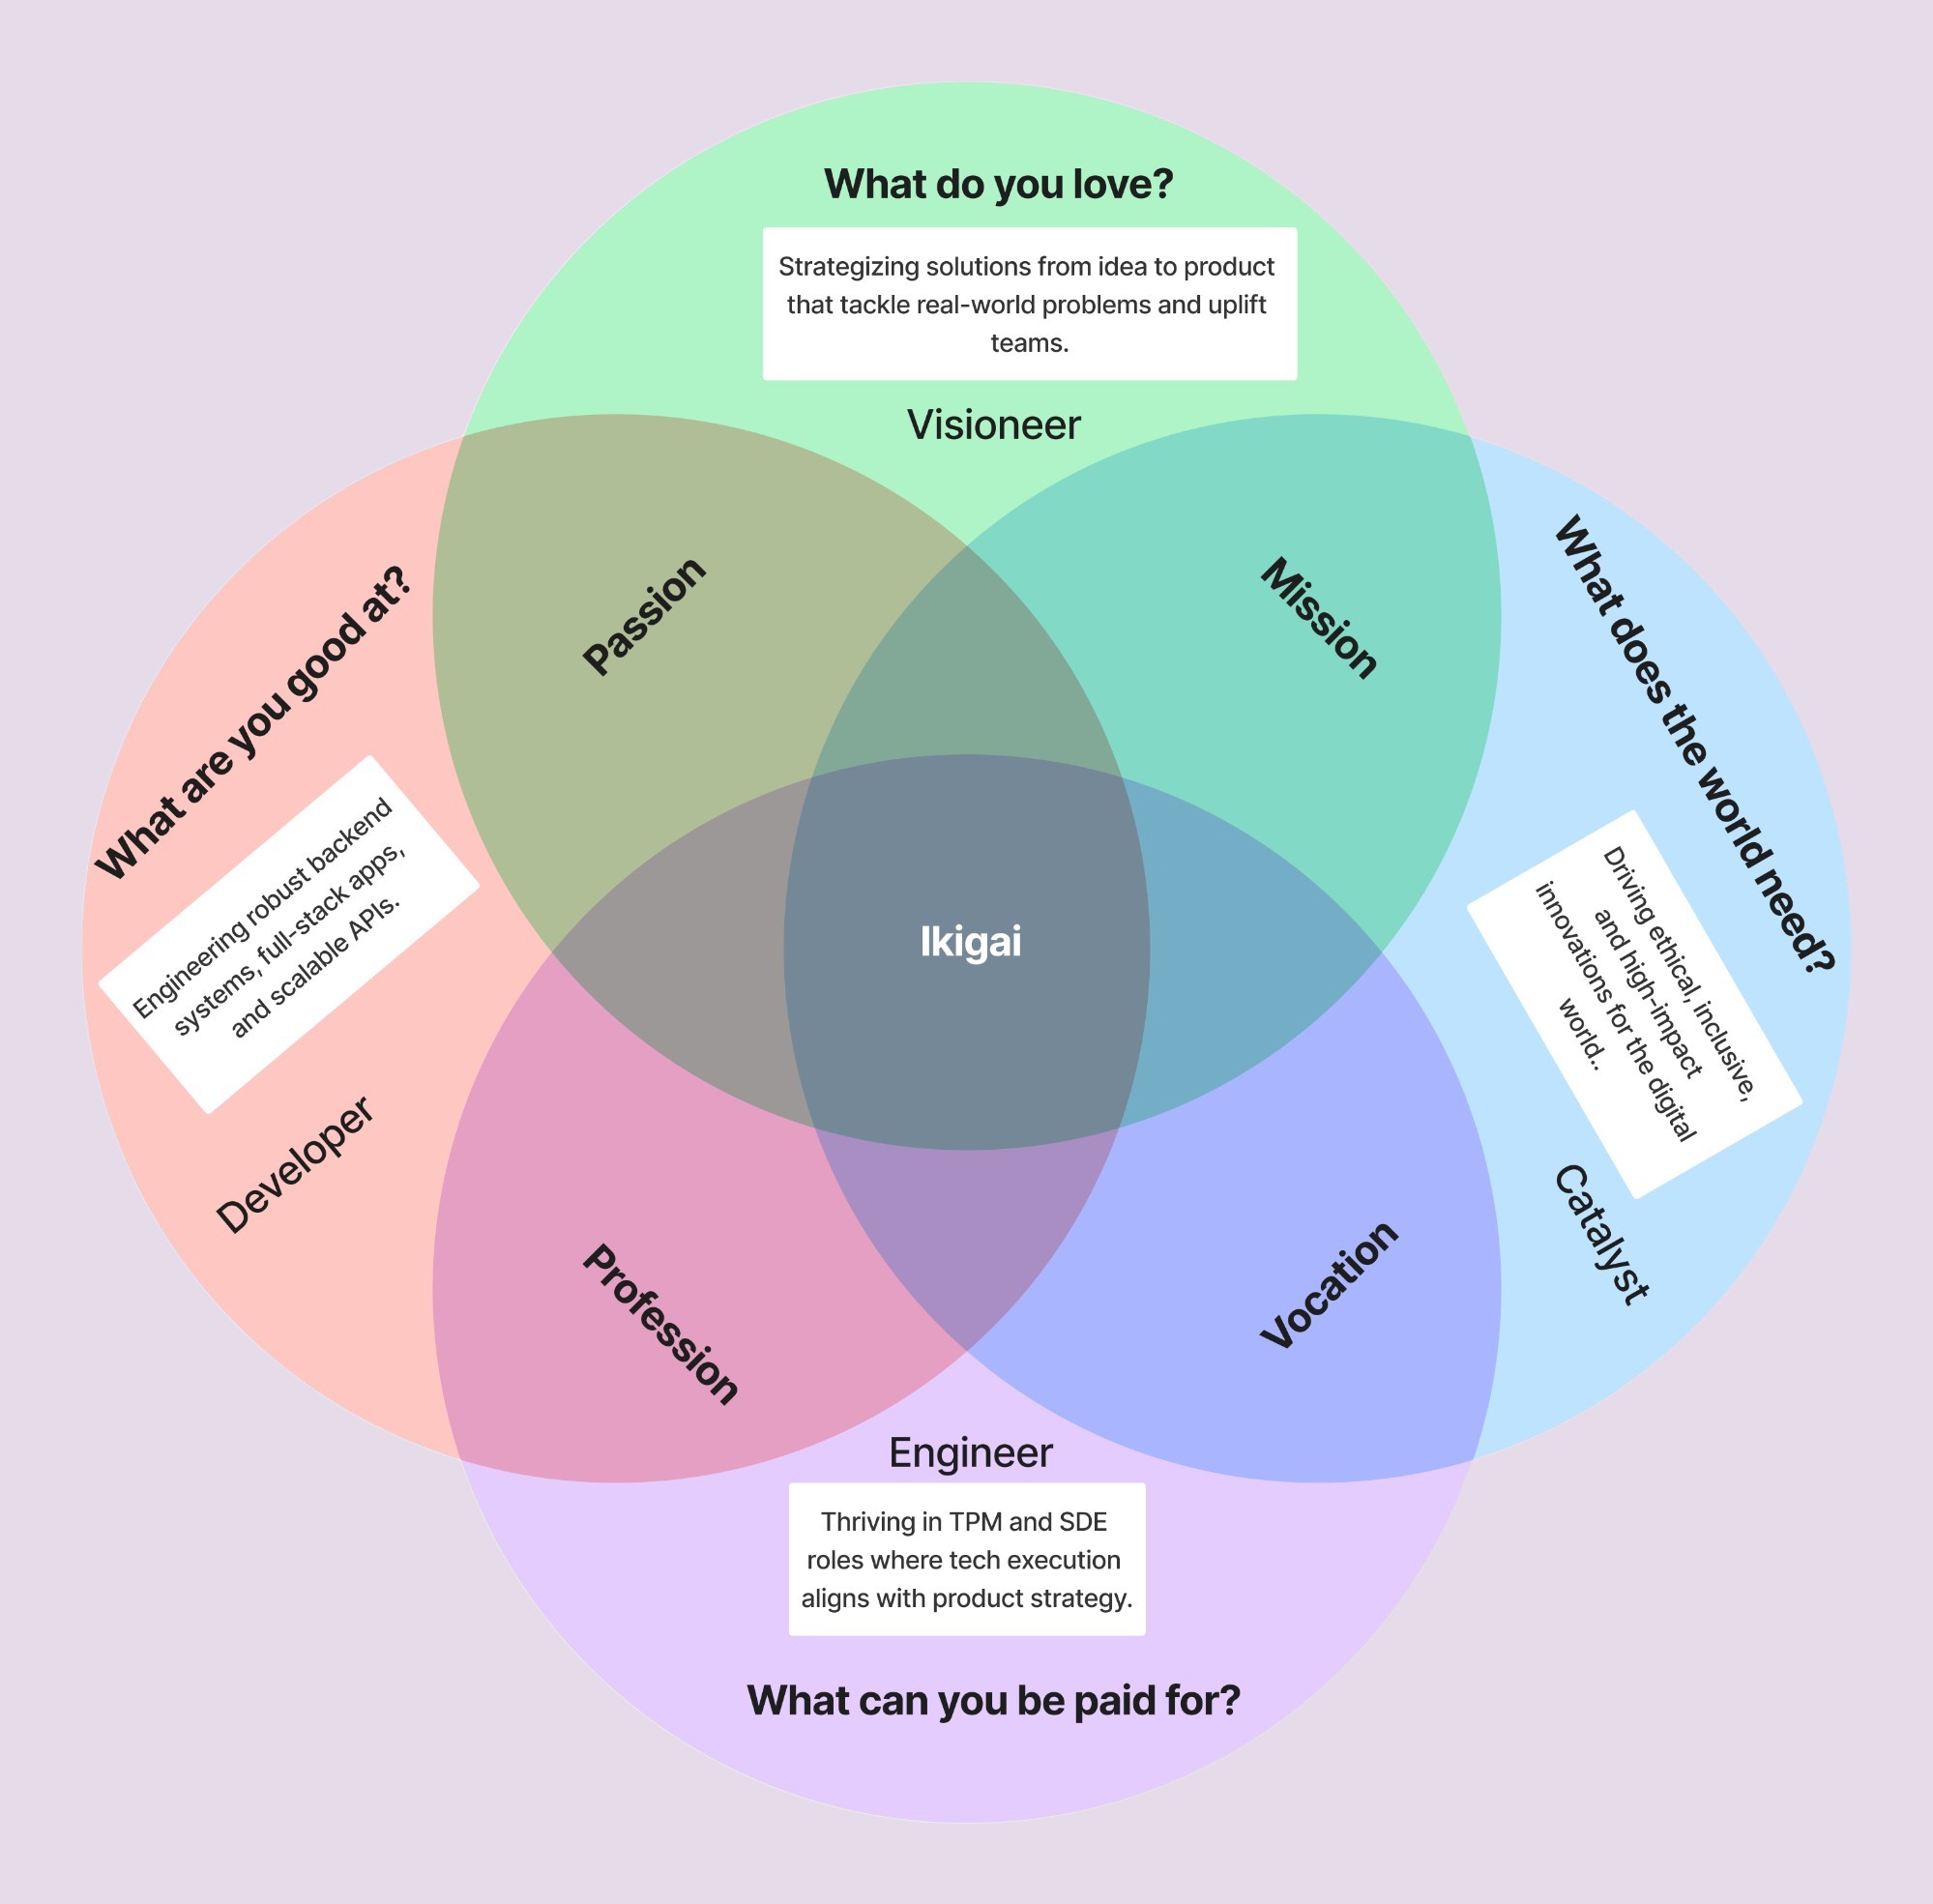 What do you love?
Strategizing solutions from idea to product
that tackle real-world problems and uplift
teams.
Visioneer
What are you good at?
Engineering robust backend
systems, full-stack apps,
and scalable APIs.
Developer
Passion
Mission
What does the world need?
Driving ethical, inclusive,
and high-impact
innovations for the digital
world..
Catalyst
Ikigai
Profession
Vocation
Engineer
Thriving in TPM and SDE
roles where tech execution
aligns with product strategy.
What can you be paid for?